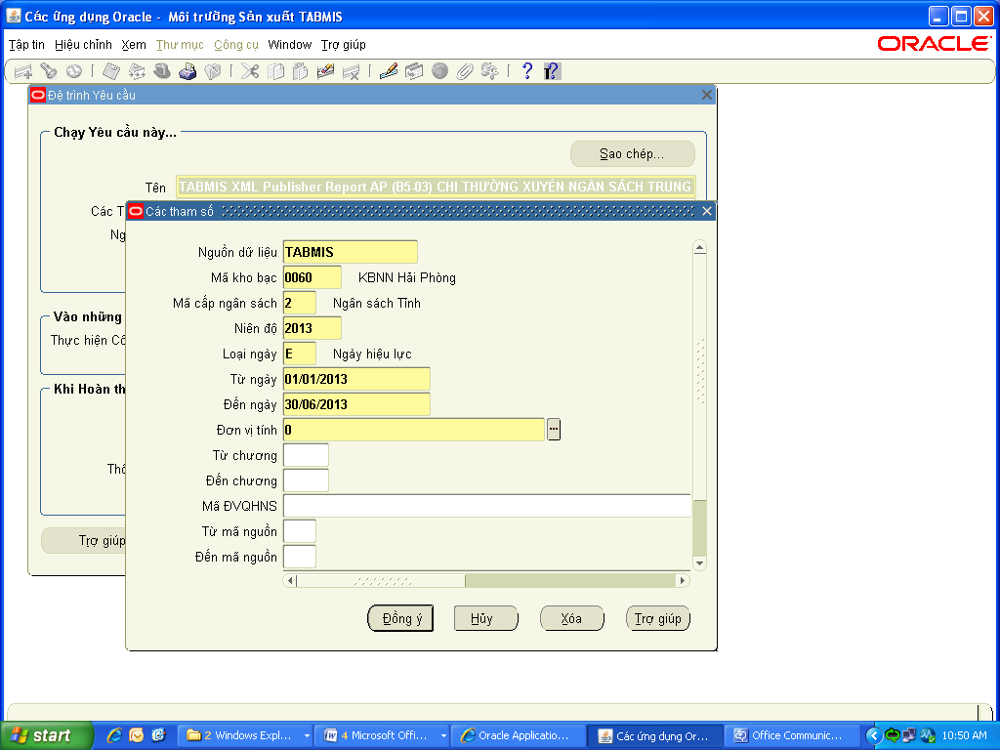 Các ứng dụng Oracle - Môi trường Sản xuất TABMIS
Tập tin Hiệu chỉnh Xem Thư mục Công cụ Window Trợ giúp
ORACLE
Đệ trình Yêu cầu
Chạy Yêu cầu này...
Sao chép...
Tên TABMIS XML Publisher Report AP (B5-03) CHI THƯỜNG XUYÊN NGÂN SÁCH TRUNG
Các T
Các tham số
Ng
Nguồn dữ liệu TABMIS
Mã kho bạc 0060 KBNN Hải Phòng
Mã cấp ngân sách 2 Ngân sách Tỉnh
Vào những
Niên độ 2013
Thực hiện Cô
Loại ngày E Ngày hiệu lực
Từ ngày 01/01/2013
Khi Hoàn th
Đến ngày 30/06/2013
Đơn vị tính 0 ...
Từ chương
Thô
Đến chương
Mã ĐVQHNS
Từ mã nguồn
Trợ giúp
Đến mã nguồn
Đồng ý Hủy Xóa Trợ giúp
start 2 Windows Expl... 4 Microsoft Offi... Oracle Applicatio... Các ứng dụng Or... Office Communic... 10:50 AM